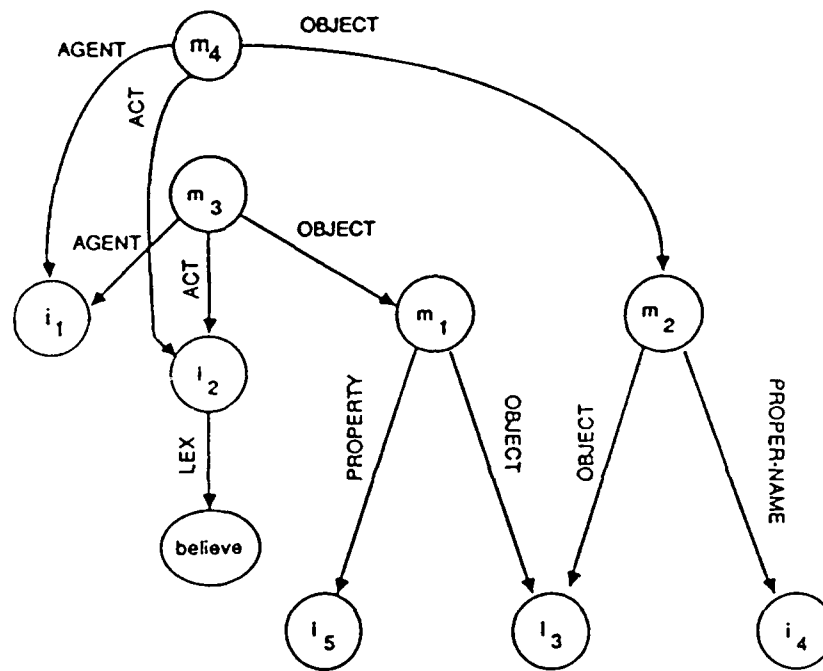 AGENT
m4
OBJECT
ACT
m3
AGENT
OBJECT
ACT
i1
m1
m2
i2
PROPERTY
OBJECT
OBJECT
PROPER-NAME
LEX
believe
i5
i3
i4